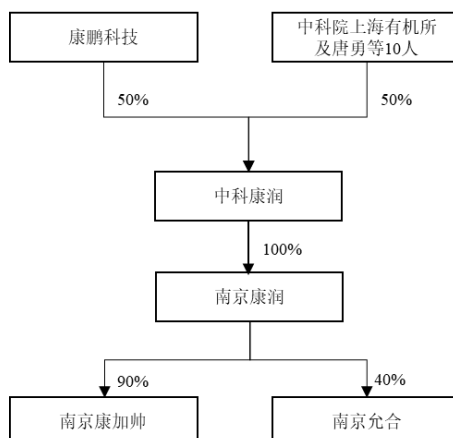 康鹏科技
中科院上海有机所
及唐勇等10人
50%
50%
中科康润
100%
南京康润
90%
40%
南京康加帅
南京允合